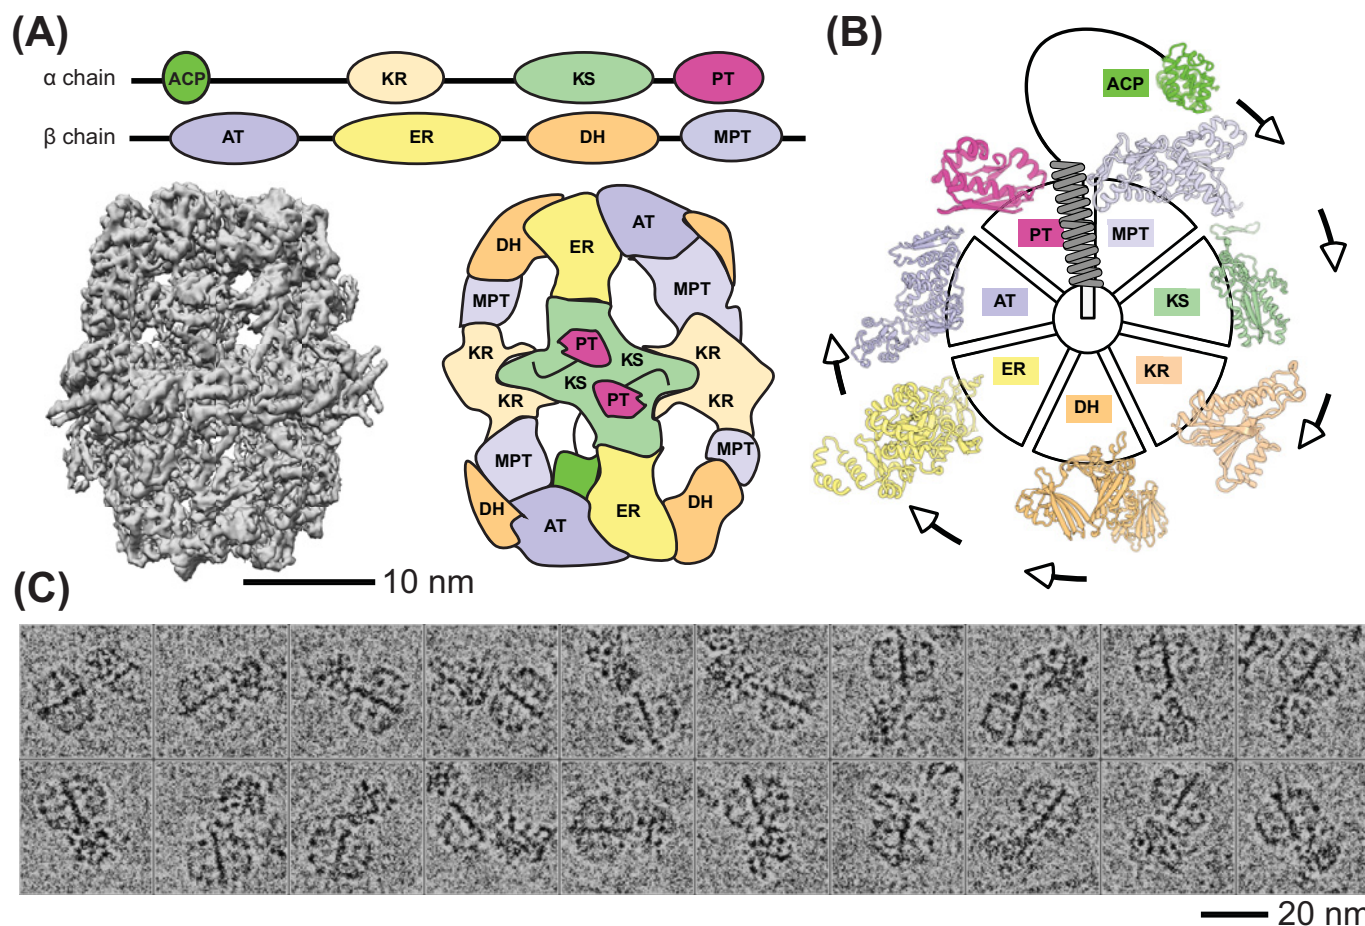 (A)
α chain ACP KR KS PT
β chain AT ER DH MPT
AT
DH ER
MPT MPT
PT
KR KS KR
KS
KR PT KR
MPT MPT
DH ER DH
AT
10 nm
(B)
ACP
PT MPT
AT KS
ER KR
DH
(C)
20 nm